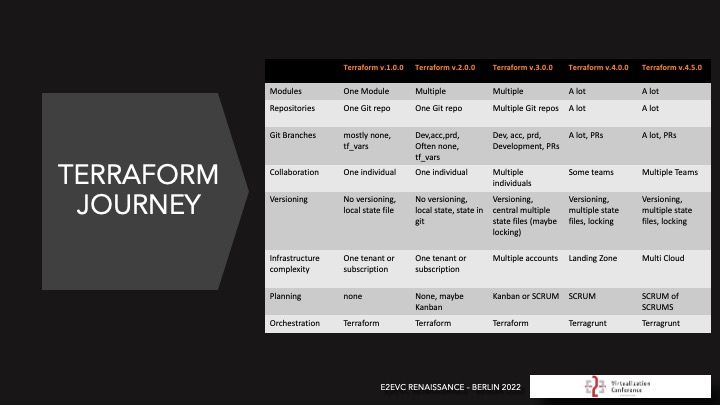 TERRAFORM
JOURNEY
Terraform v.1.0.0 Terraform v.2.0.0 Terraform v.3.0.0 Terraform v.4.0.0 Terraform v.4.5.0
Modules One Module Multiple Multiple A lot A lot
Repositories One Git repo One Git repo Multiple Git repos A lot A lot
Git Branches mostly none, Dev,acc,prd, Dev, acc, prd, A lot, PRs A lot, PRs
tf_vars Often none, Development, PRs
tf_vars
Collaboration One individual One individual Multiple Some teams Multiple Teams
individuals
Versioning No versioning, No versioning, Versioning, Versioning, Versioning,
local state file local state, state in central multiple multiple state multiple state
git state files (maybe files, locking files, locking
locking)
Infrastructure One tenant or One tenant or Multiple accounts Landing Zone Multi Cloud
complexity subscription subscription
Planning none None, maybe Kanban or SCRUM SCRUM SCRUM of
Kanban SCRUMS
Orchestration Terraform Terraform Terraform Terragrunt Terragrunt
E2EVC RENAISSANCE - BERLIN 2022
Virtualization
Conference